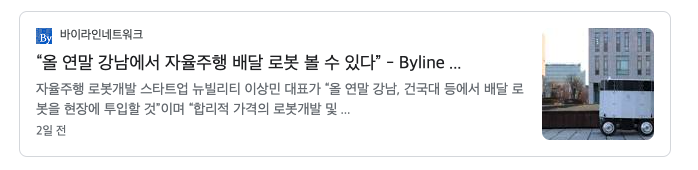 By 바이라인네트워크
“올 연말 강남에서 자율주행 배달 로봇 볼 수 있다” - Byline ...
자율주행 로봇개발 스타트업 뉴빌리티 이상민 대표가 “올 연말 강남, 건국대 등에서 배달 로
봇을 현장에 투입할 것”이며 “합리적 가격의 로봇개발 및 ...
2일 전